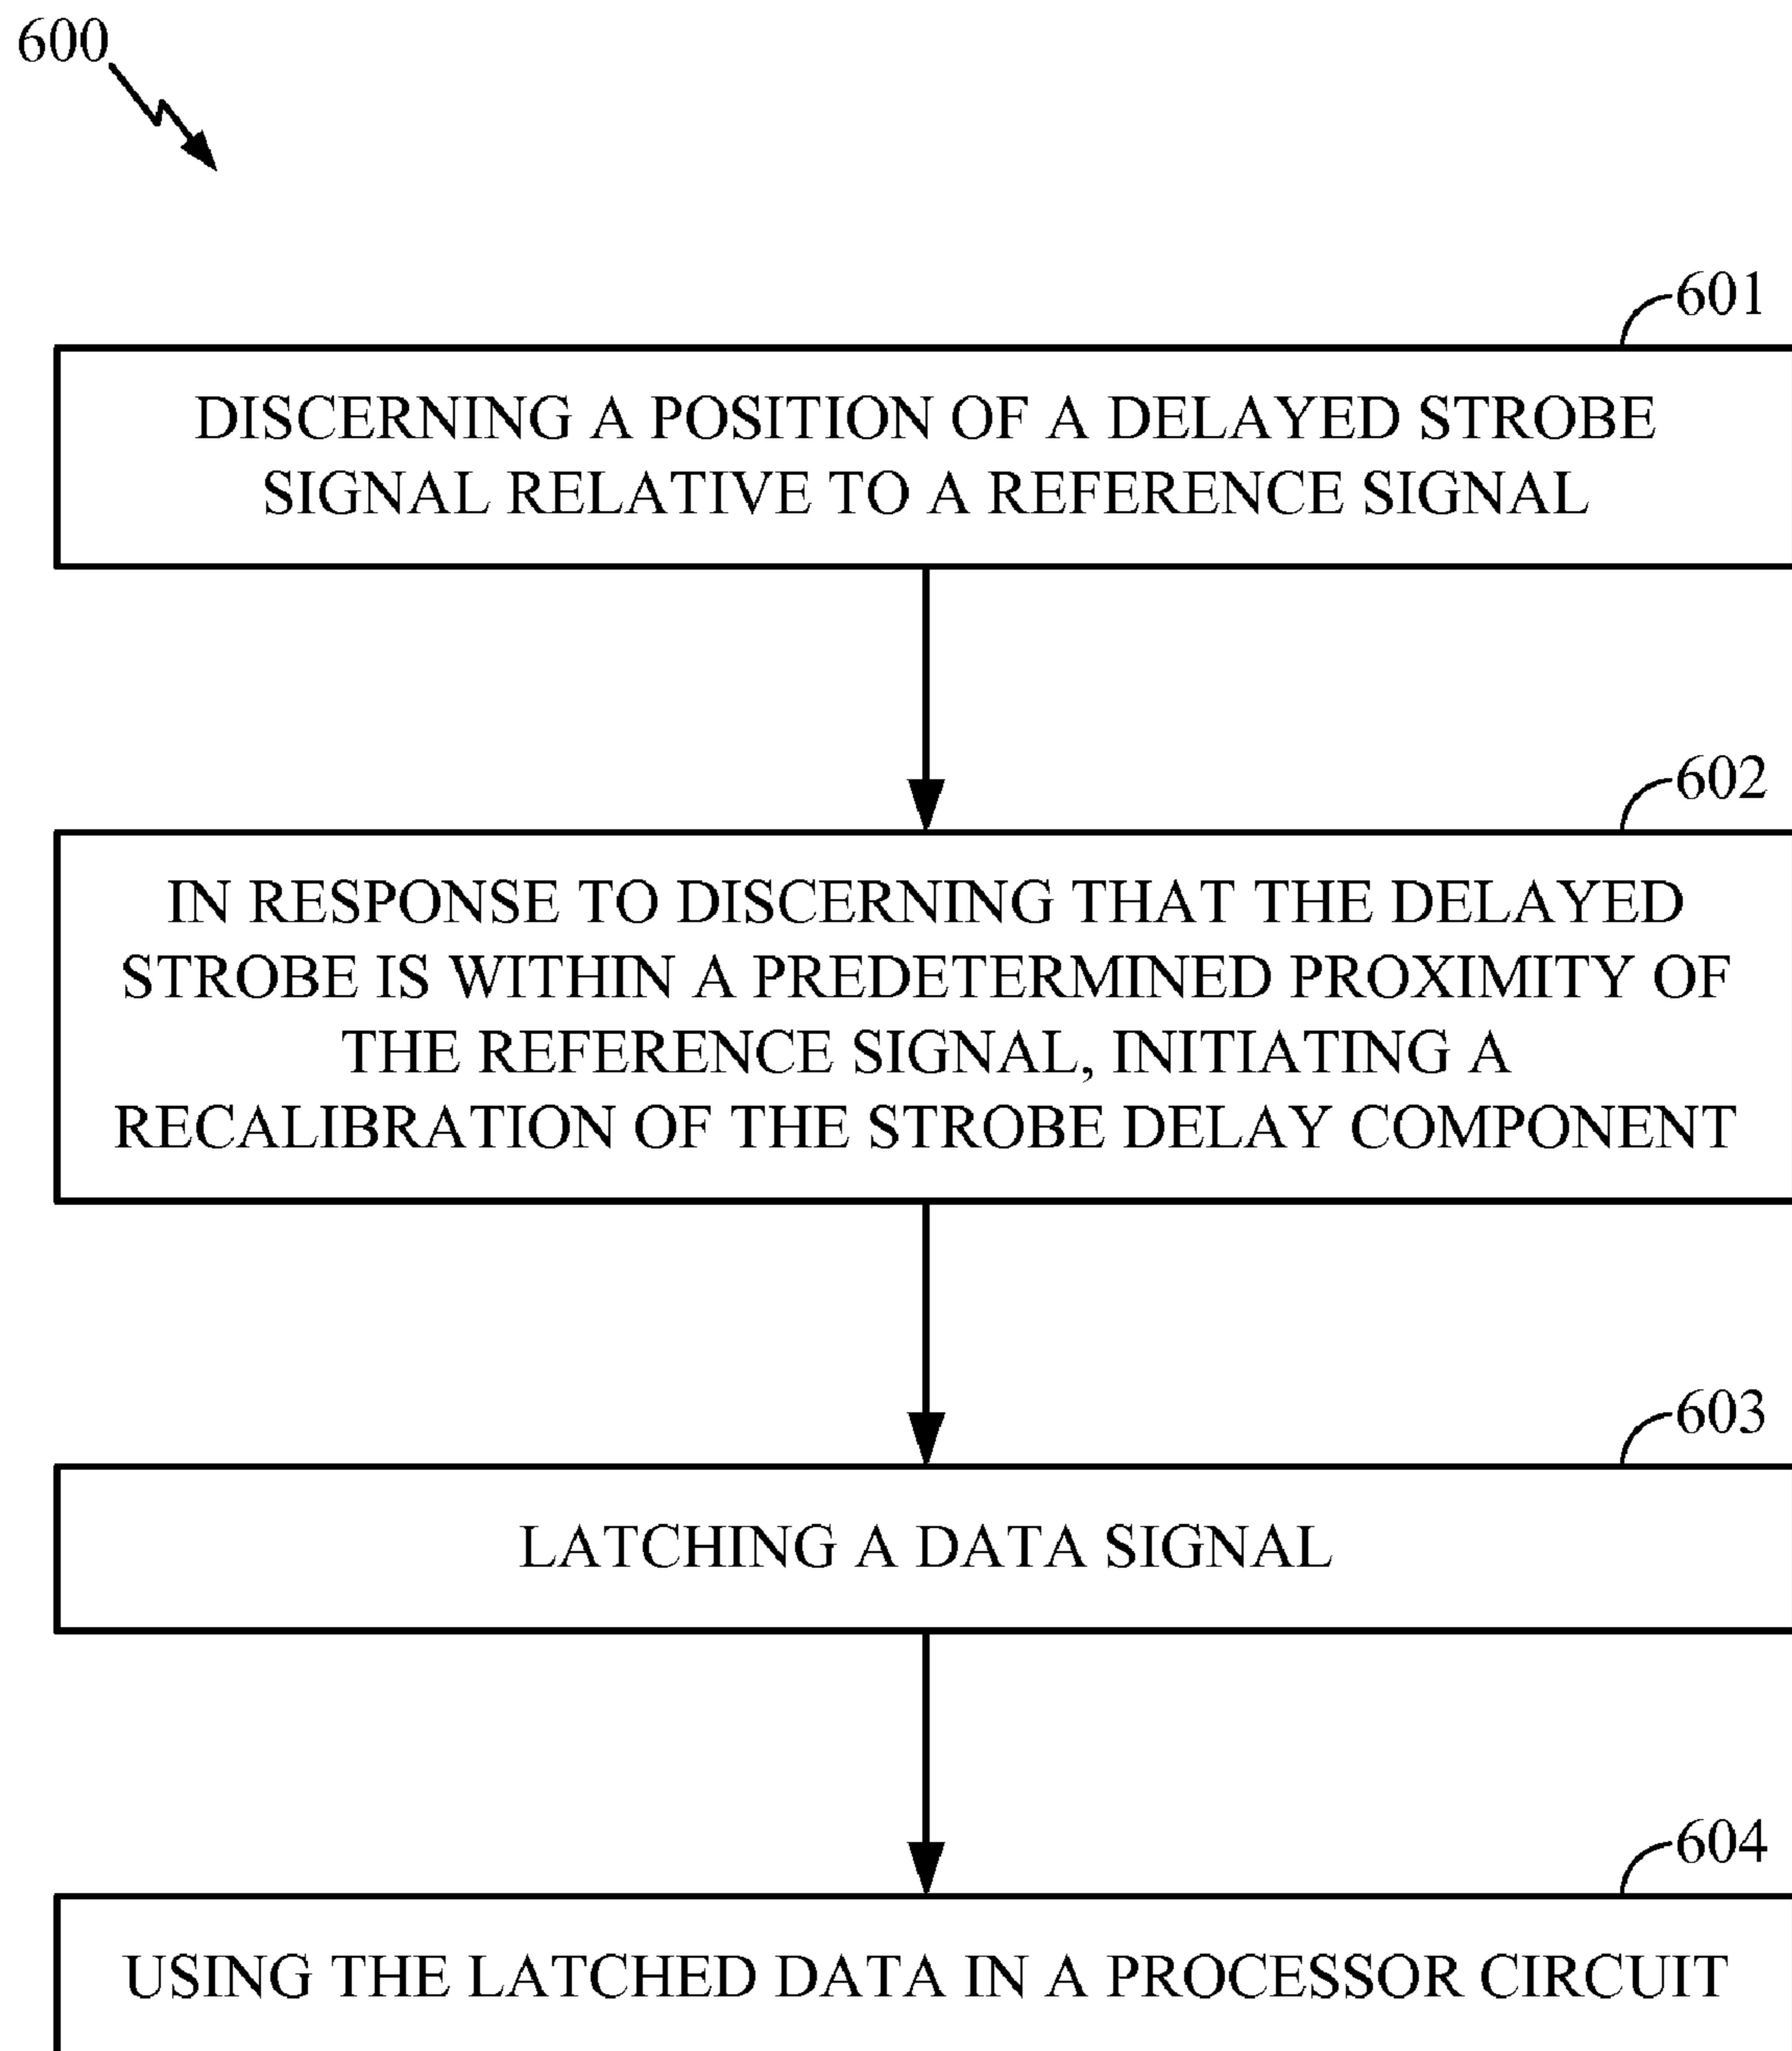 600
601
DISCERNING A POSITION OF A DELAYED STROBE
SIGNAL RELATIVE TO A REFERENCE SIGNAL
602
IN RESPONSE TO DISCERNING THAT THE DELAYED
STROBE IS WITHIN A PREDETERMINED PROXIMITY OF
THE REFERENCE SIGNAL, INITIATING A
RECALIBRATION OF THE STROBE DELAY COMPONENT
603
LATCHING A DATA SIGNAL
604
USING THE LATCHED DATA IN A PROCESSOR CIRCUIT